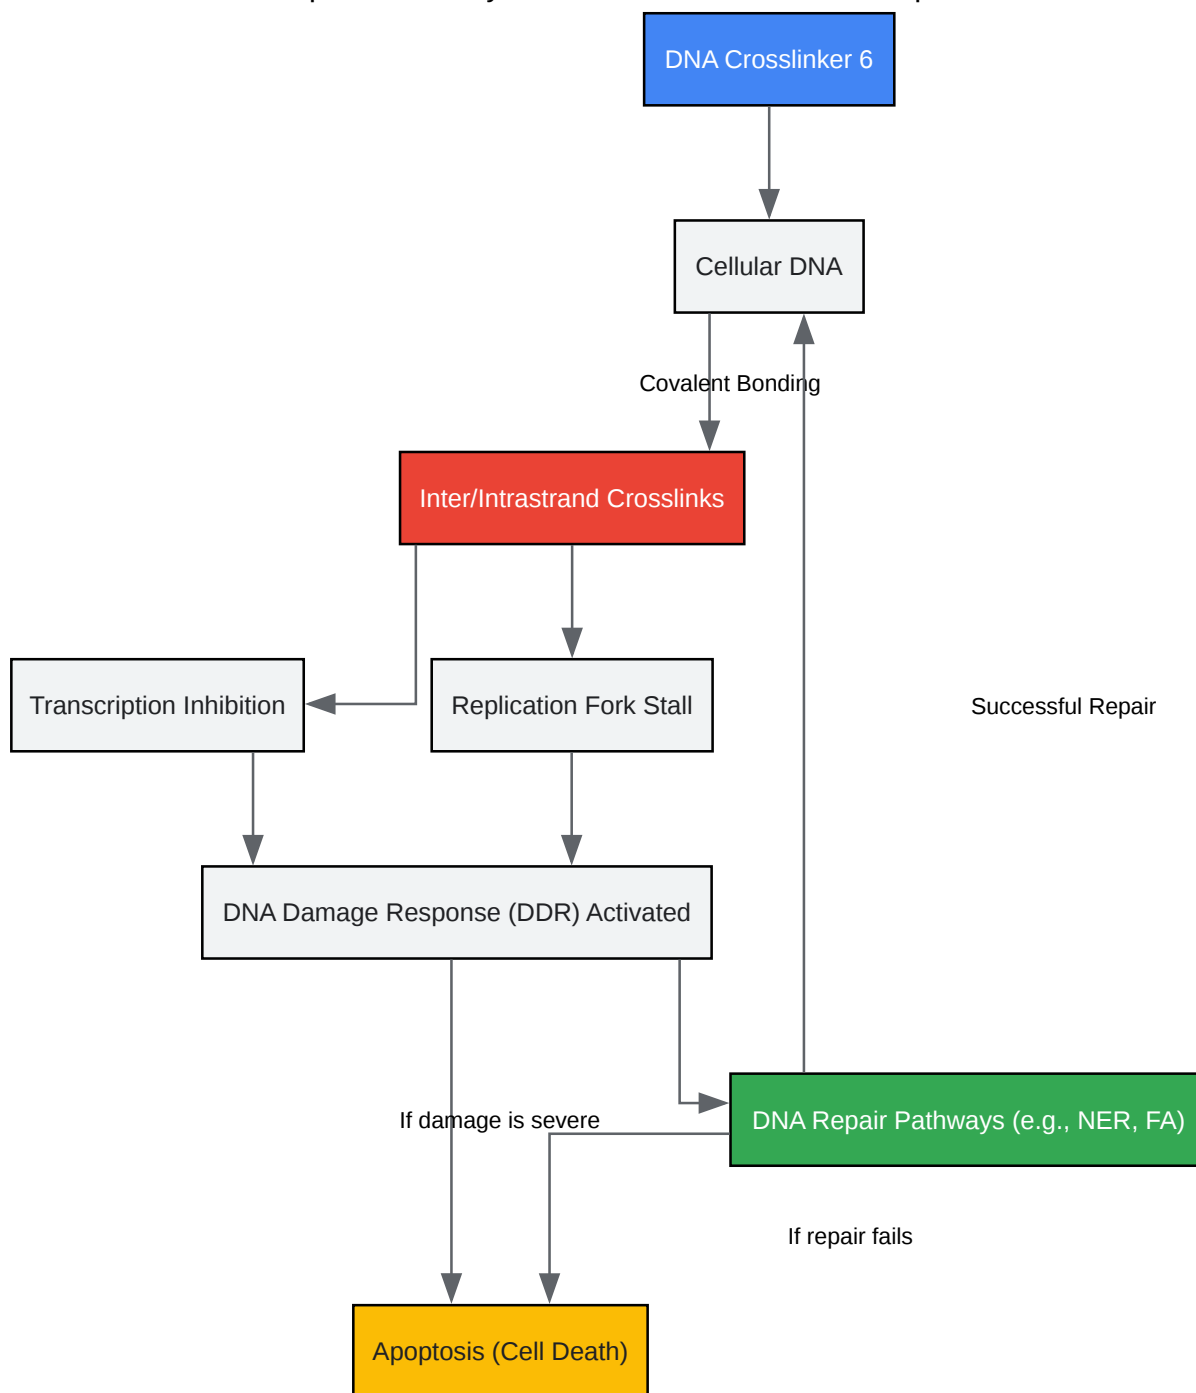 DNA Crosslinker 6
Cellular DNA
Covalent Bonding
Inter/Intrastrand Crosslinks
Transcription Inhibition
Replication Fork Stall
Successful Repair
DNA Damage Response (DDR) Activated
If damage is severe
DNA Repair Pathways (e.g., NER, FA)
If repair fails
Apoptosis (Cell Death)